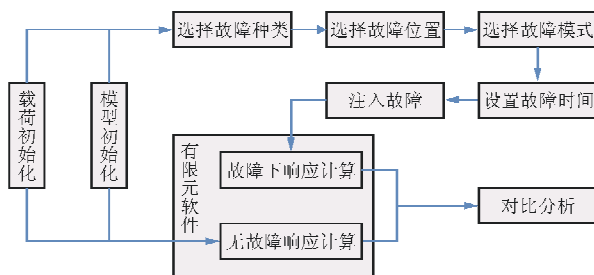 选择故障种类
选择故障位置
选择故障模式
载荷初始化
模型初始化
注入故障
设置故障时间
有限元软件
故障下响应计算
无故障响应计算
对比分析